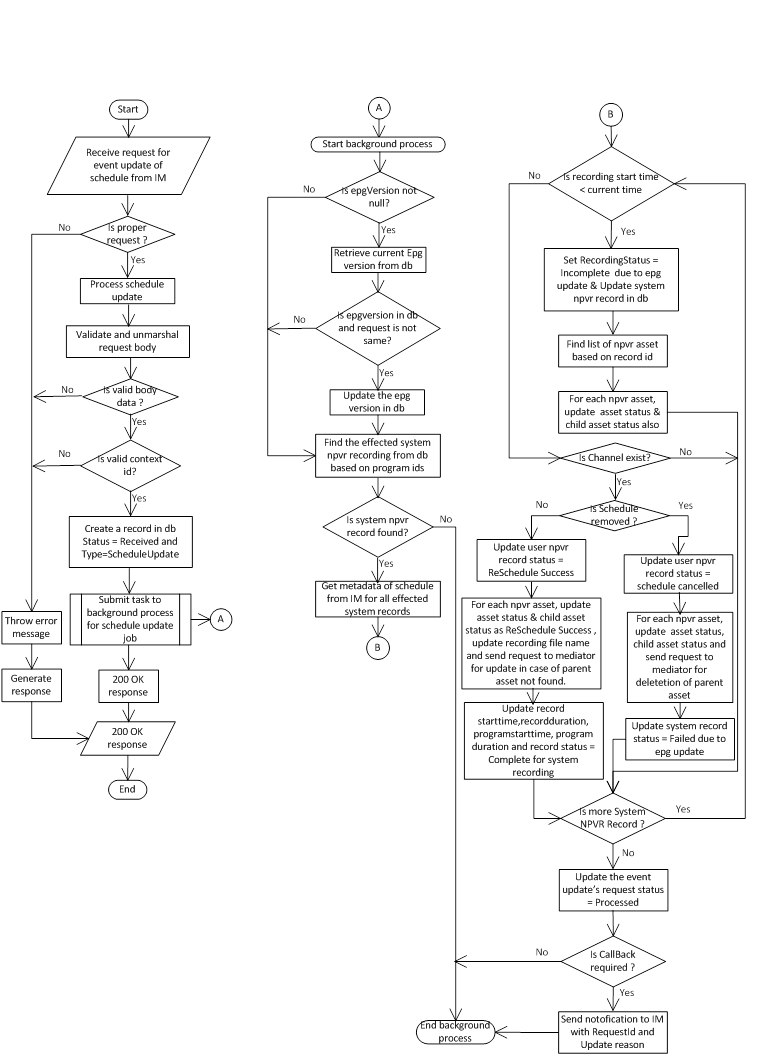 Start
Receive request for
event update of
schedule from IM
No
Is proper
request ?
Yes
Process schedule
update
Validate and unmarshal
request body
No
Is valid body
data ?
Yes
No
Is valid context
id?
Yes
Create a record in db
Status = Received and
Type=ScheduleUpdate
Submit task to
background process
for schedule update
job
A
Throw error
message
Generate
response
200 OK
response
200 OK
response
End
A
Start background process
No
Is epgVersion not
null?
Yes
Retrieve current Epg
version from db
No
Is epgversion in db
and request is not
same?
Yes
Update the epg
version in db
Find the effected system
npvr recording from db
based on program ids
Is system npvr
record found?
No
Yes
Get metadata of schedule
from IM for all effected
system records
B
B
No
Is recording start time
< current time
Yes
Set RecordingStatus =
Incomplete due to epg
update & Update system
npvr record in db
Find list of npvr asset
based on record id
For each npvr asset,
update asset status &
child asset status also
Is Channel exist?
No
Yes
No
Is Schedule
removed ?
Yes
Update user npvr
record status =
ReSchedule Success
Update user npvr
record status =
schedule cancelled
For each npvr asset, update
asset status & child asset
status as ReSchedule Success ,
update recording file name
and send request to mediator
for update in case of parent
asset not found.
For each npvr asset,
update asset status,
child asset status and
send request to
mediator for
deletetion of parent
asset
Update record
starttime,recordduration,
programstarttime, program
duration and record status =
Complete for system
recording
Update system record
status = Failed due to
epg update
Is more System
NPVR Record ?
Yes
No
Update the event
update's request status
= Processed
No
Is CallBack
required ?
Yes
Send notofication to IM
with RequestId and
Update reason
End background
process